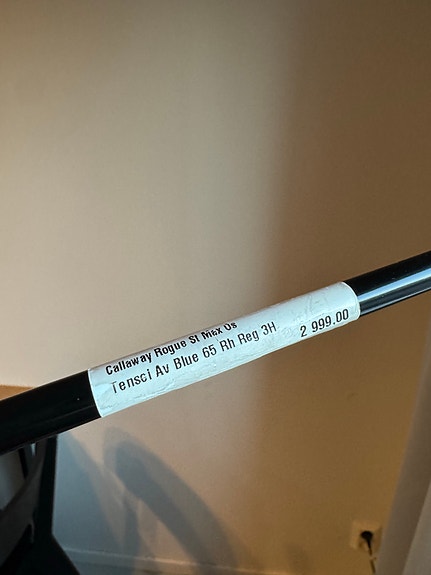 Callaway Rogue St Max Os
Tensci Av Blue 65 Rh Reg 3H
2 999.00